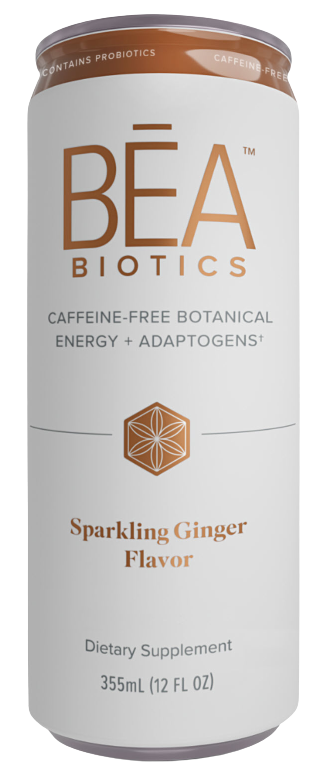 CONTAINS PROBIOTICS
CAFFEINE-FREE
BĒA™
BIOTICS
CAFFEINE-FREE BOTANICAL
ENERGY + ADAPTOGENS†
Sparkling Ginger
Flavor
Dietary Supplement
355mL (12 FL OZ)